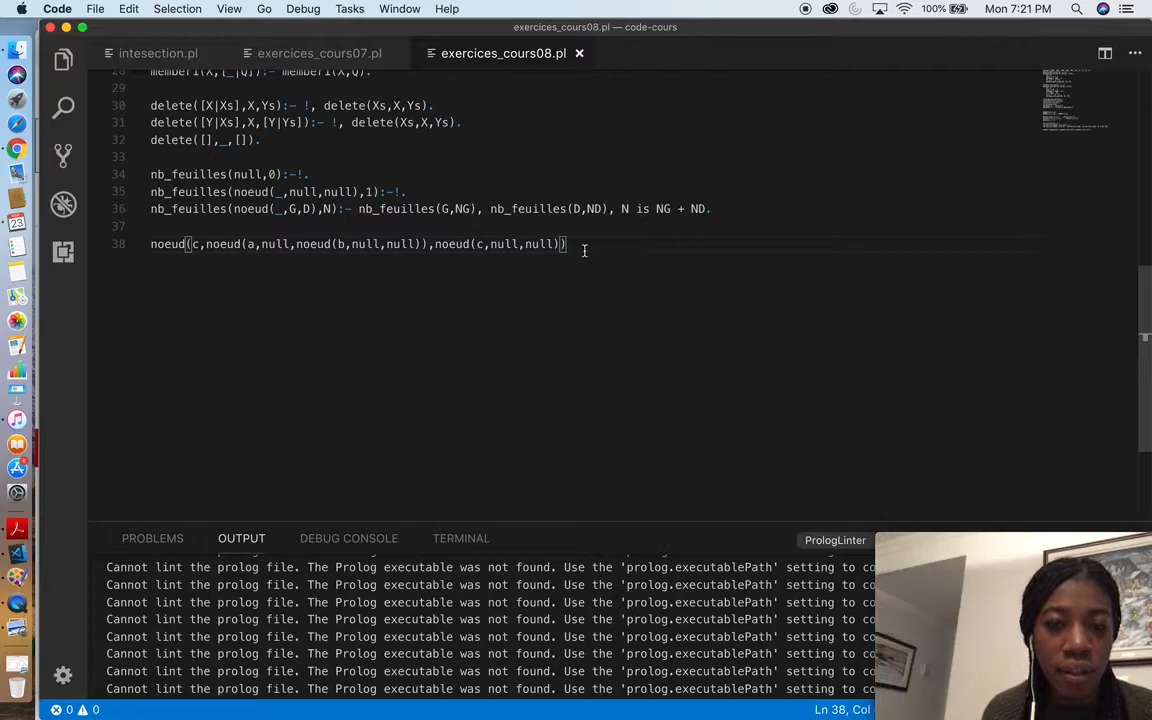 Code File Edit Selection View Go Debug Tasks Window Help 100% Mon 7:21 PM
exercices_cours08.pl — code-cours
intesection.pl exercices_cours07.pl exercices_cours08.pl
28 member1(X,[_|Q]):- member1(X,Q).
29
30 delete([X|Xs],X,Ys):- !, delete(Xs,X,Ys).
31 delete([Y|Xs],X,[Y|Ys]):- !, delete(Xs,X,Ys).
32 delete([],_,[]).
33
34 nb_feuilles(null,0):-!.
35 nb_feuilles(noeud(_,null,null),1):-!.
36 nb_feuilles(noeud(_,G,D),N):- nb_feuilles(G,NG), nb_feuilles(D,ND), N is NG + ND.
37
38 noeud(c,noeud(a,null,noeud(b,null,null)),noeud(c,null,null))
PROBLEMS OUTPUT DEBUG CONSOLE TERMINAL PrologLinter
Cannot lint the prolog file. The Prolog executable was not found. Use the 'prolog.executablePath' setting to co
Cannot lint the prolog file. The Prolog executable was not found. Use the 'prolog.executablePath' setting to co
Cannot lint the prolog file. The Prolog executable was not found. Use the 'prolog.executablePath' setting to co
Cannot lint the prolog file. The Prolog executable was not found. Use the 'prolog.executablePath' setting to co
Cannot lint the prolog file. The Prolog executable was not found. Use the 'prolog.executablePath' setting to co
Cannot lint the prolog file. The Prolog executable was not found. Use the 'prolog.executablePath' setting to co
Cannot lint the prolog file. The Prolog executable was not found. Use the 'prolog.executablePath' setting to co
Cannot lint the prolog file. The Prolog executable was not found. Use the 'prolog.executablePath' setting to co
0 0 Ln 38, Col